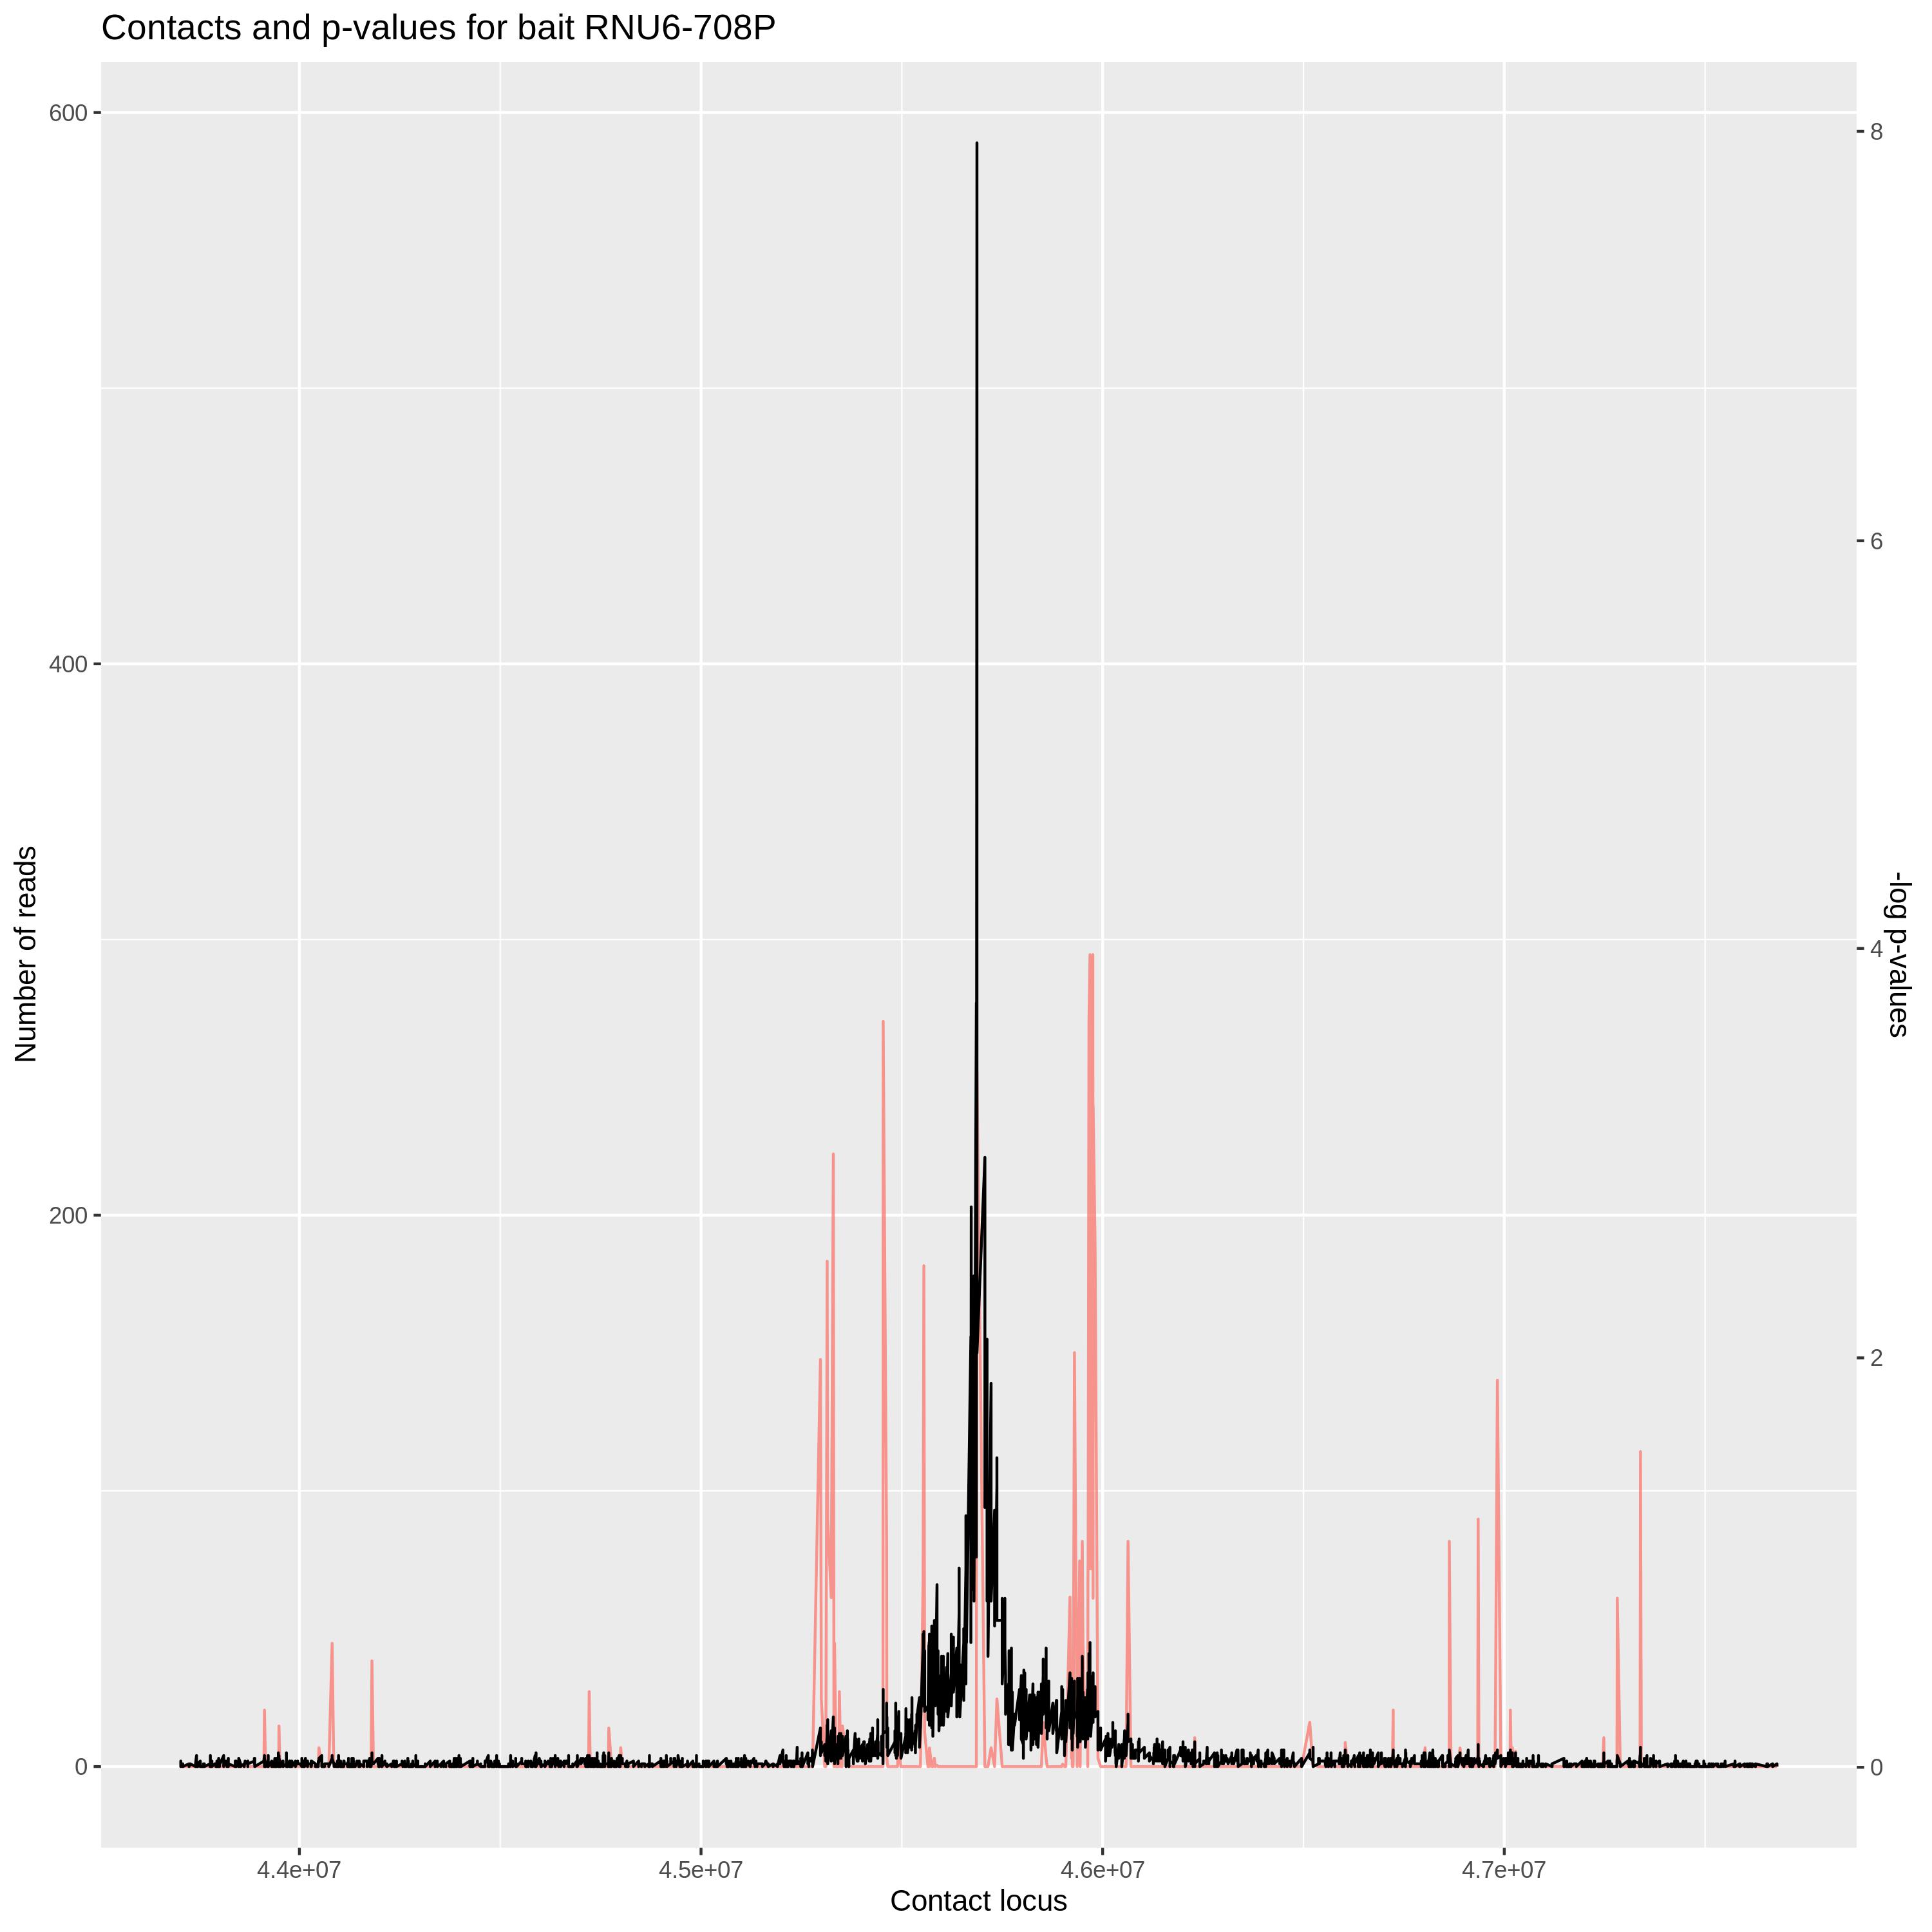 Contacts and p-values for bait RNU6-708P
600
400
200
0
Number of reads
8
6
4
2
0
-log p-values
4.4e+07
4.5e+07
4.6e+07
4.7e+07
Contact locus